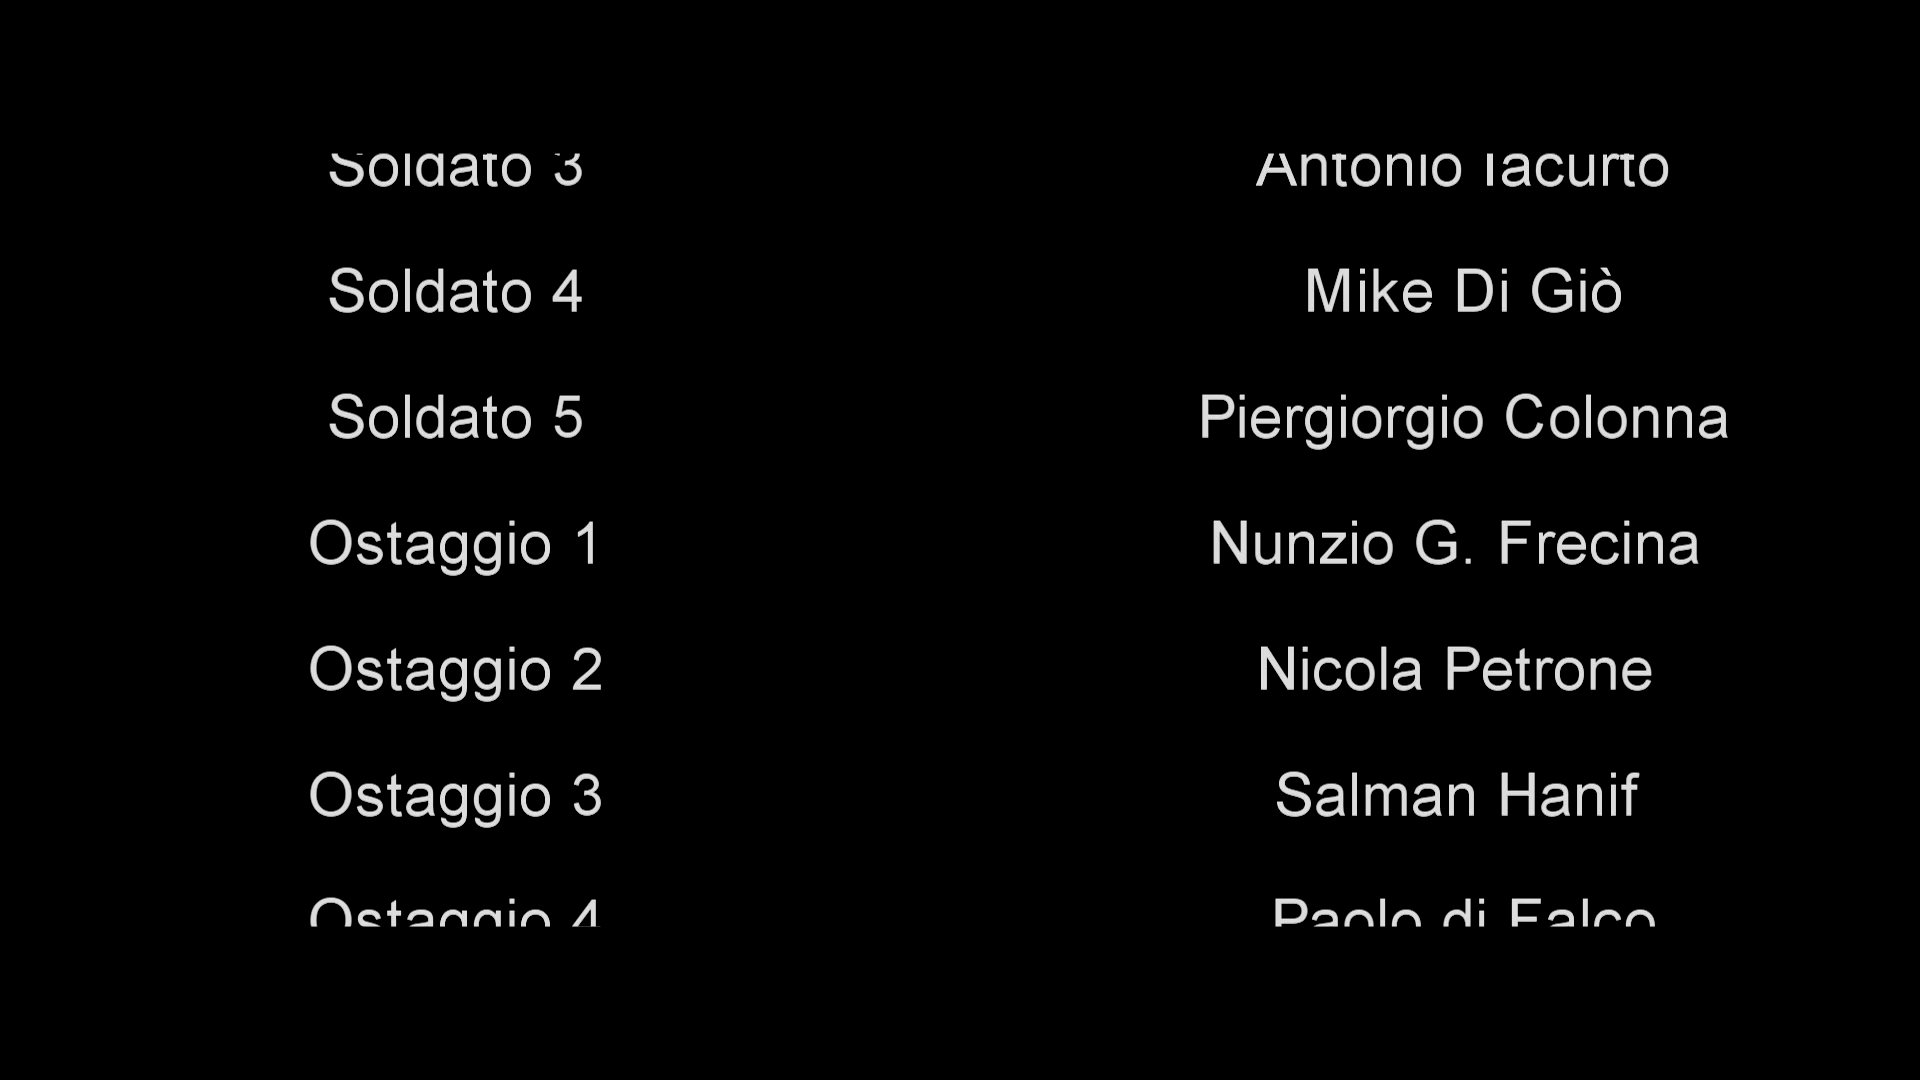 Soldato 3 Antonio Iacurto
Soldato 4 Mike Di Giò
Soldato 5 Piergiorgio Colonna
Ostaggio 1 Nunzio G. Frecina
Ostaggio 2 Nicola Petrone
Ostaggio 3 Salman Hanif
Ostaggio 4 Paolo di Falco